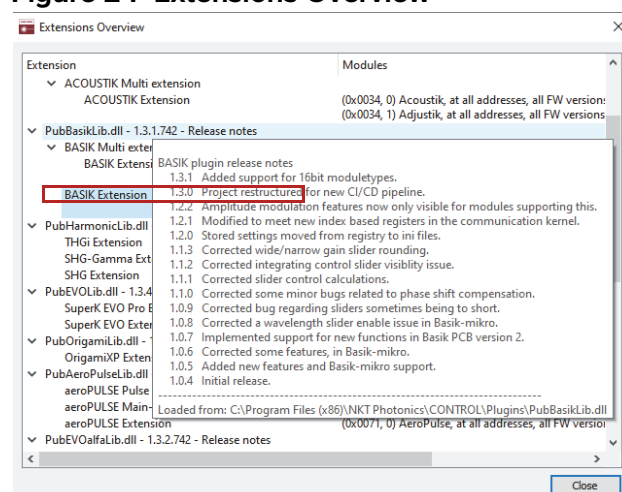 Figure 24 Extensions Overview
Extensions Overview
Extension Modules
ACOUSTIK Multi extension
ACOUSTIK Extension (0x0034, 0) Acoustik, at all addresses, all FW versions
(0x0034, 1) Adjustik, at all addresses, all FW versions
PubBasikLib.dll - 1.3.1.742 - Release notes
BASIK Multi exter
BASIK Extensi
BASIK Extension
BASIK plugin release notes
1.3.1 Added support for 16bit moduletypes.
1.3.0 Project restructured for new CI/CD pipeline.
1.2.2 Amplitude modulation features now only visible for modules supporting this.
1.2.1 Modified to meet new index based registers in the communication kernel.
1.2.0 Stored settings moved from registry to ini files.
1.1.3 Corrected wide/narrow gain slider rounding.
1.1.2 Corrected integrating control slider visiblity issue.
1.1.1 Corrected slider control calculations.
1.1.0 Corrected some minor bugs related to phase shift compensation.
1.0.9 Corrected bug regarding sliders sometimes being to short.
1.0.8 Corrected a wavelength slider enable issue in Basik-mikro.
1.0.7 Implemented support for new functions in Basik PCB version 2.
1.0.6 Corrected some features, in Basik-mikro.
1.0.5 Added new features and Basik-mikro support.
1.0.4 Initial release.
Loaded from: C:\Program Files (x86)\NKT Photonics\CONTROL\Plugins\PubBasikLib.dll
PubHarmonicLib.dll
THGi Extension
SHG-Gamma Ext
SHG Extension
PubEVOLib.dll - 1.3.4
SuperK EVO Pro E
SuperK EVO Exter
PubOrigamiLib.dll - 1
OrigamiXP Exten
PubAeroPulseLib.dll
aeroPULSE Pulse
aeroPULSE Main-
aeroPULSE Extension (0x0071, 0) AeroPulse, at all addresses, all FW versio
PubEVOalfaLib.dll - 1.3.2.742 - Release notes
Close